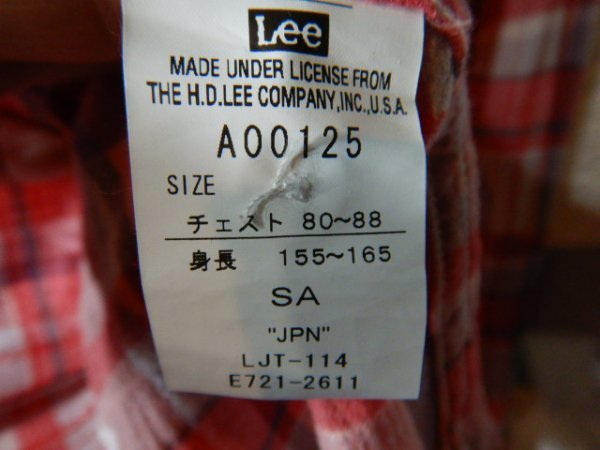 Lee
MADE UNDER LICENSE FROM
THE H.D.LEE COMPANY,INC.,U.S.A.
A00125
SIZE
チェスト 80~88
身長 155~165
SA
"JPN"
LJT-114
E721-2611